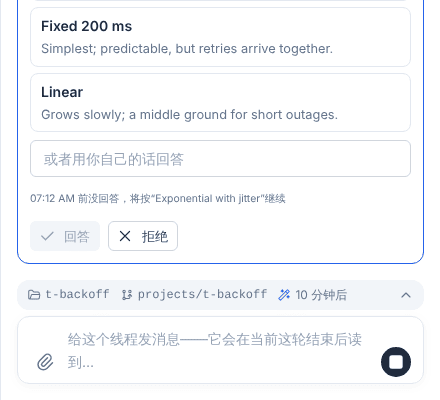 Fixed 200 ms
Simplest; predictable, but retries arrive together.
Linear
Grows slowly; a middle ground for short outages.
或者用你自己的话回答
07:12 AM 前没回答，将按“Exponential with jitter”继续
回答 拒绝
t-backoff projects/t-backoff 10 分钟后
给这个线程发消息——它会在当前这轮结束后读
到...